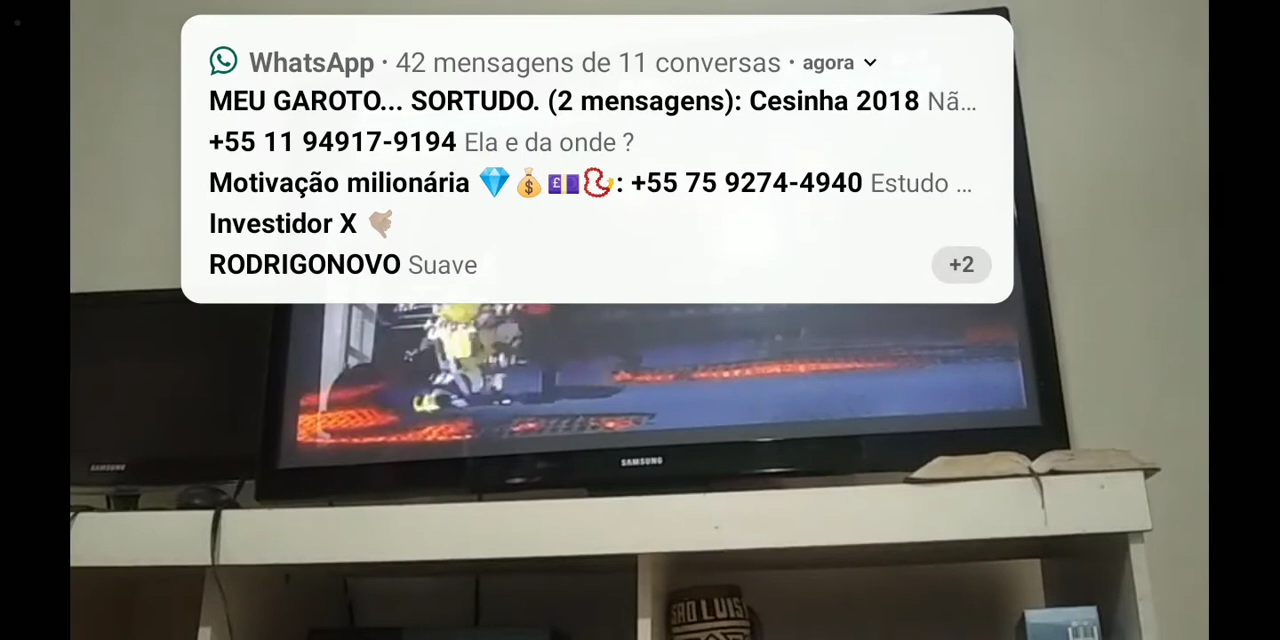 WhatsApp · 42 mensagens de 11 conversas · agora
MEU GAROTO... SORTUDO. (2 mensagens): Cesinha 2018 Nã...
+55 11 94917-9194 Ela e da onde ?
Motivação milionária 💎💰💷📿: +55 75 9274-4940 Estudo ...
Investidor X 🤙🏼
RODRIGONOVO Suave
+2
SAMSUNG
SAMSUNG
SÃO LUIS